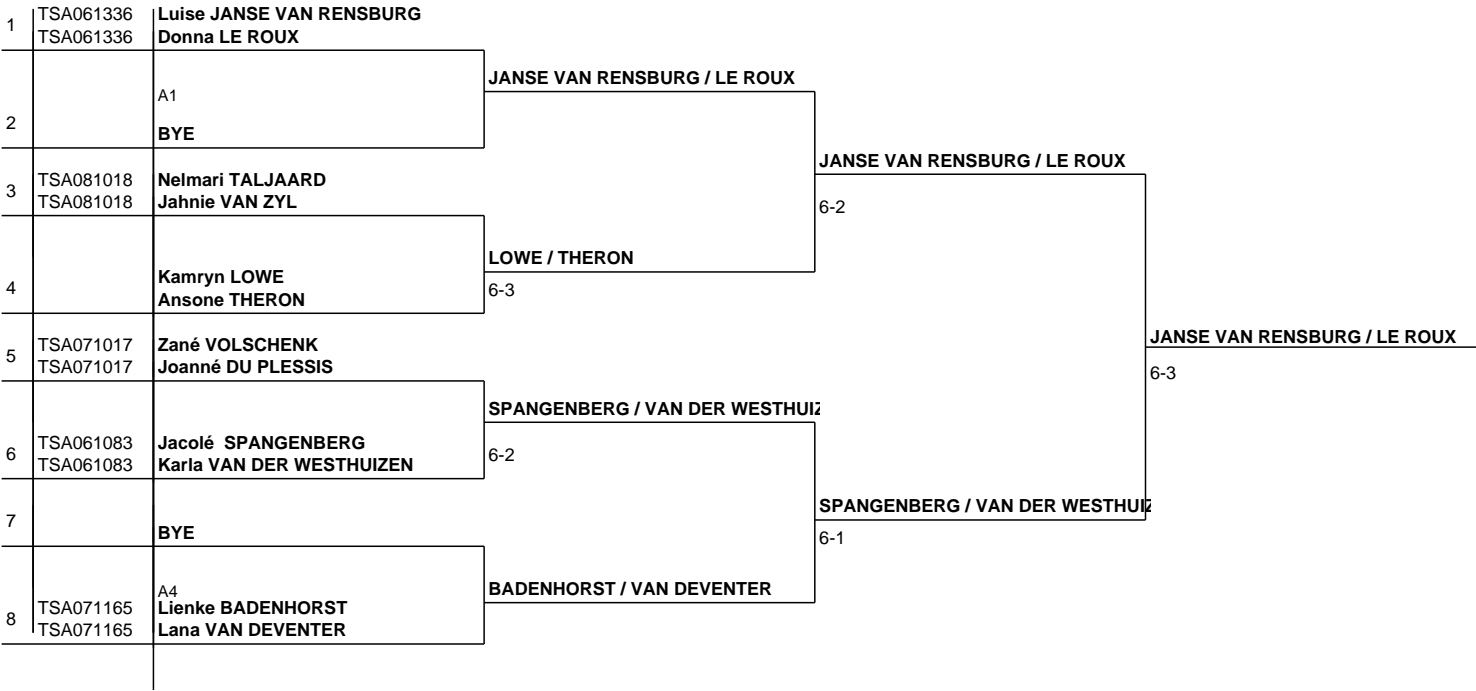 1 TSA061336 Luise JANSE VAN RENSBURG
TSA061336 Donna LE ROUX
JANSE VAN RENSBURG / LE ROUX
A1
2 BYE
JANSE VAN RENSBURG / LE ROUX
3 TSA081018 Nelmari TALJAARD
TSA081018 Jahnie VAN ZYL
6-2
LOWE / THERON
4 Kamryn LOWE
Ansone THERON
6-3
5 TSA071017 Zané VOLSCHENK
TSA071017 Joanné DU PLESSIS
JANSE VAN RENSBURG / LE ROUX
6-3
SPANGENBERG / VAN DER WESTHUIZ
6 TSA061083 Jacolé SPANGENBERG
TSA061083 Karla VAN DER WESTHUIZEN
6-2
SPANGENBERG / VAN DER WESTHUIZ
7 BYE
6-1
BADENHORST / VAN DEVENTER
A4
8 TSA071165 Lienke BADENHORST
TSA071165 Lana VAN DEVENTER